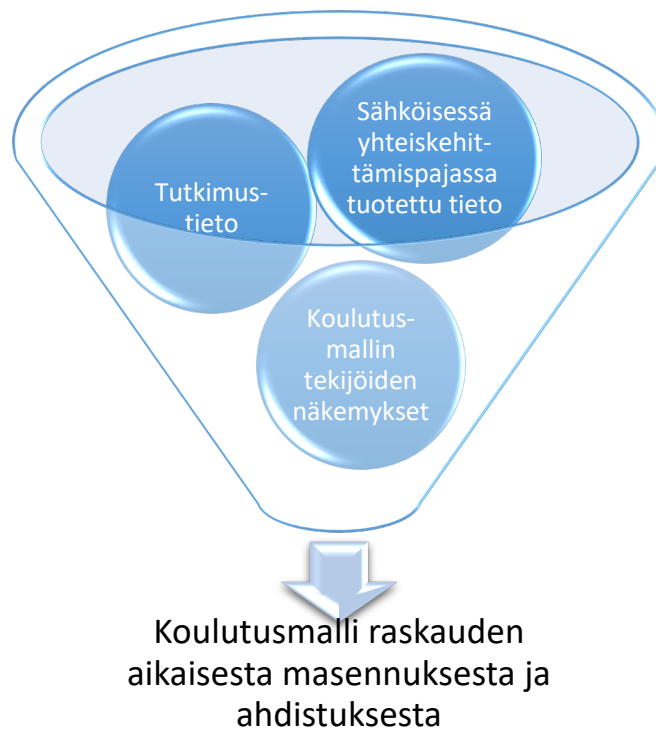 Tutkimus-
tieto
Sähköisessä
yhteiskehit-
tämispajassa
tuotettu tieto
Koulutus-
mallin
tekijöiden
näkemykset
Koulutusmalli raskauden
aikaisesta masennuksesta ja
ahdistuksesta